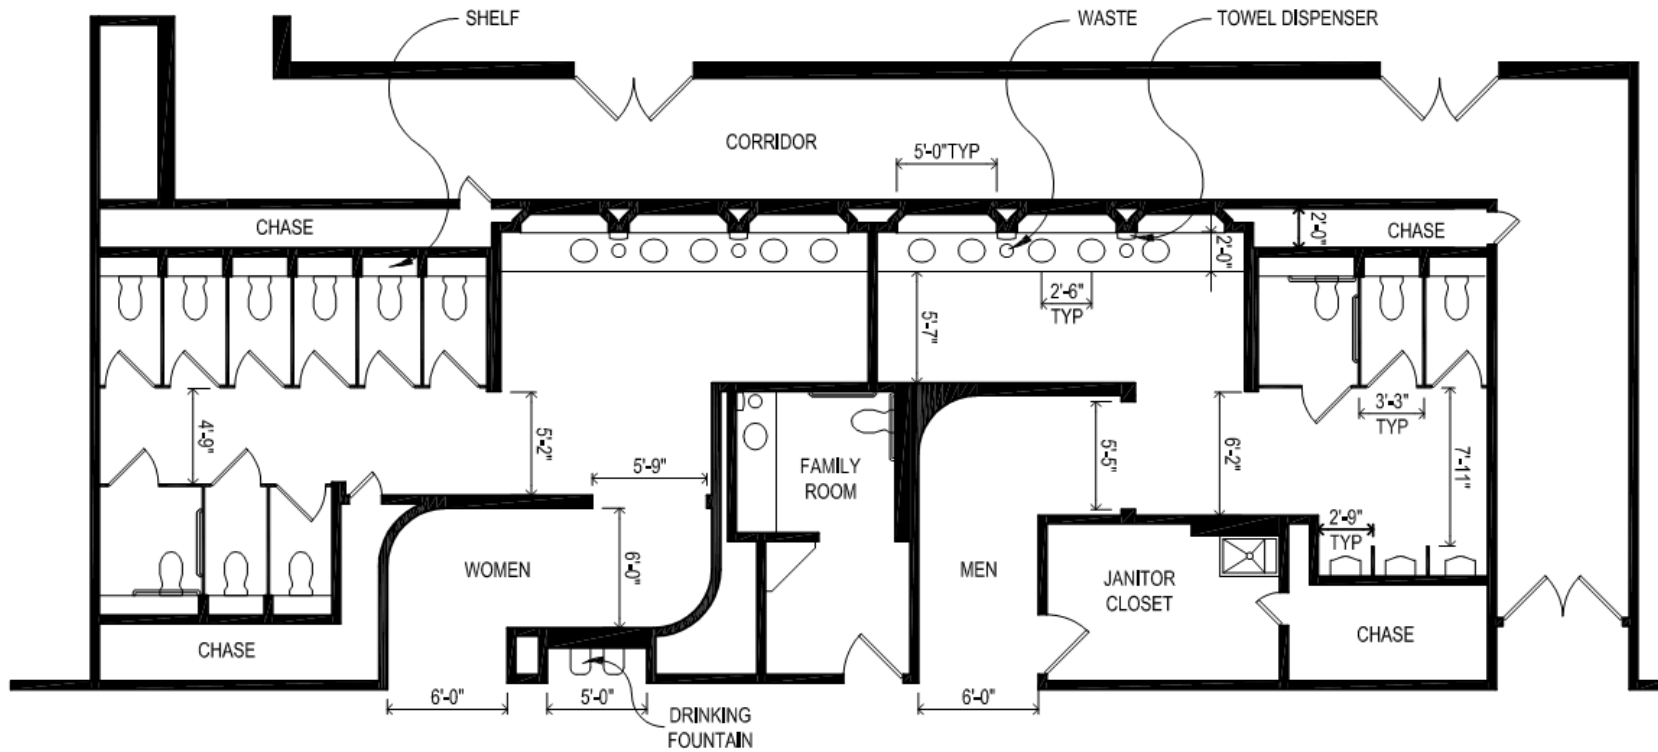 SHELF
WASTE
TOWEL DISPENSER
CORRIDOR
5'-0"TYP
CHASE
2'-0"
CHASE
2'-0"
2'-6"
TYP
5'-7"
4'-9"
5'-2"
5'-9"
FAMILY
ROOM
5'-5"
6'-2"
3'-3"
TYP
7'-11"
2'-9"
TYP
WOMEN
6'-0"
MEN
JANITOR
CLOSET
CHASE
CHASE
6'-0"
5'-0"
6'-0"
DRINKING
FOUNTAIN